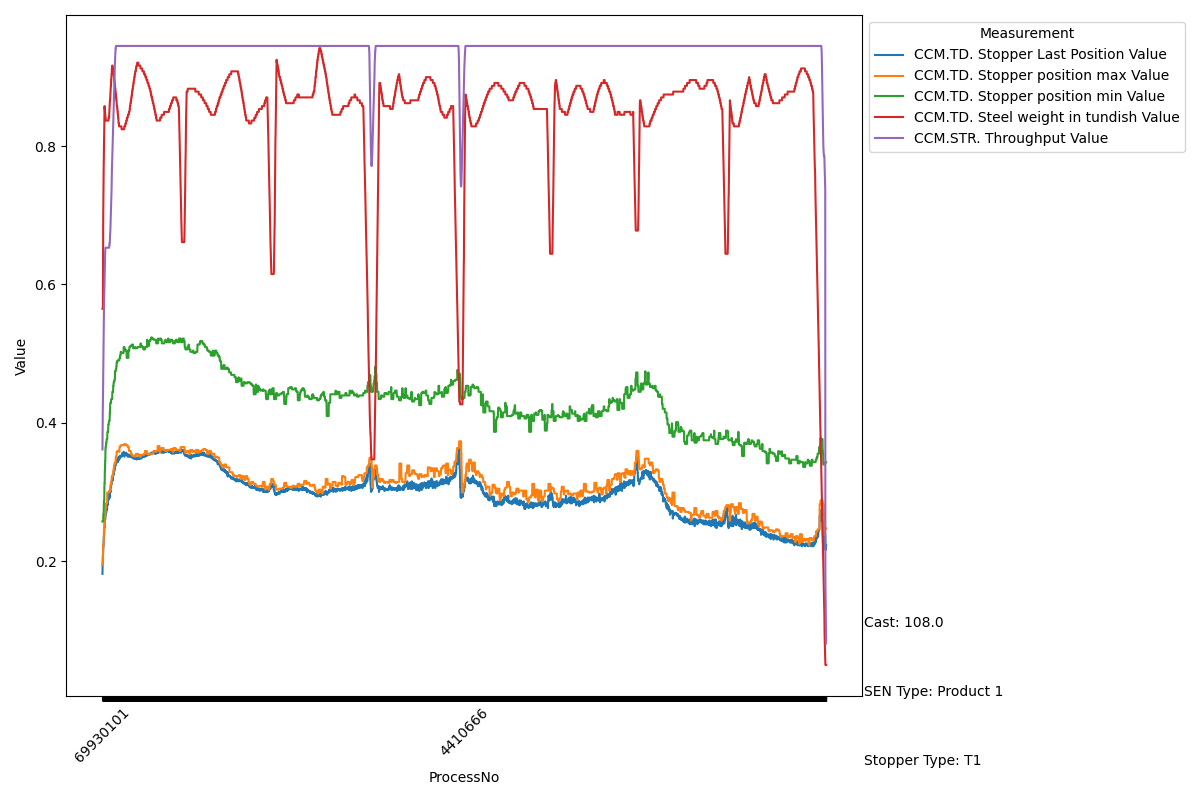 Measurement
CCM.TD. Stopper Last Position Value
CCM.TD. Stopper position max Value
CCM.TD. Stopper position min Value
CCM.TD. Steel weight in tundish Value
CCM.STR. Throughput Value
Value
0.8
0.6
0.4
0.2
69930101
4410666
ProcessNo
Cast: 108.0
SEN Type: Product 1
Stopper Type: T1